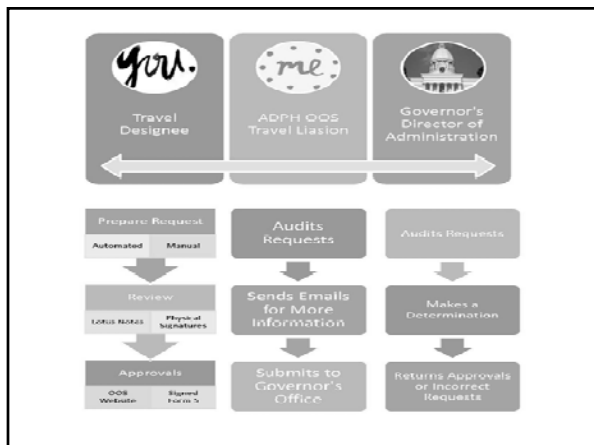 you.
me
Travel
Designee
ADPH OOS
Travel Liasion
Governor's
Director of
Administration
Prepare Request
Automated
Manual
Review
Lotus Notes
Physical
Signatures
Approvals
OOS
Website
Signed
Form 5
Audits
Requests
Sends Emails
for More
Information
Submits to
Governor's
Office
Audits Requests
Makes a
Determination
Returns Approvals
or Incorrect
Requests